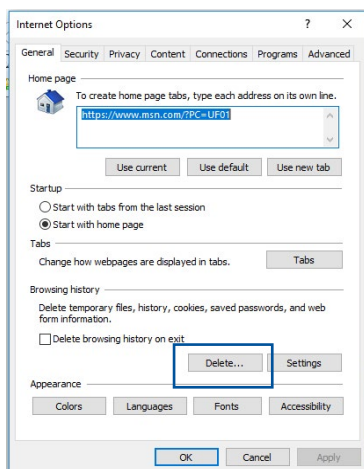 Internet Options ? X
General Security Privacy Content Connections Programs Advanced
Home page
To create home page tabs, type each address on its own line.
https://www.msn.com/?PC=UF01
Use current Use default Use new tab
Startup
Start with tabs from the last session
Start with home page
Tabs
Change how webpages are displayed in tabs. Tabs
Browsing history
Delete temporary files, history, cookies, saved passwords, and web
form information.
Delete browsing history on exit
Delete... Settings
Appearance
Colors Languages Fonts Accessibility
OK Cancel Apply